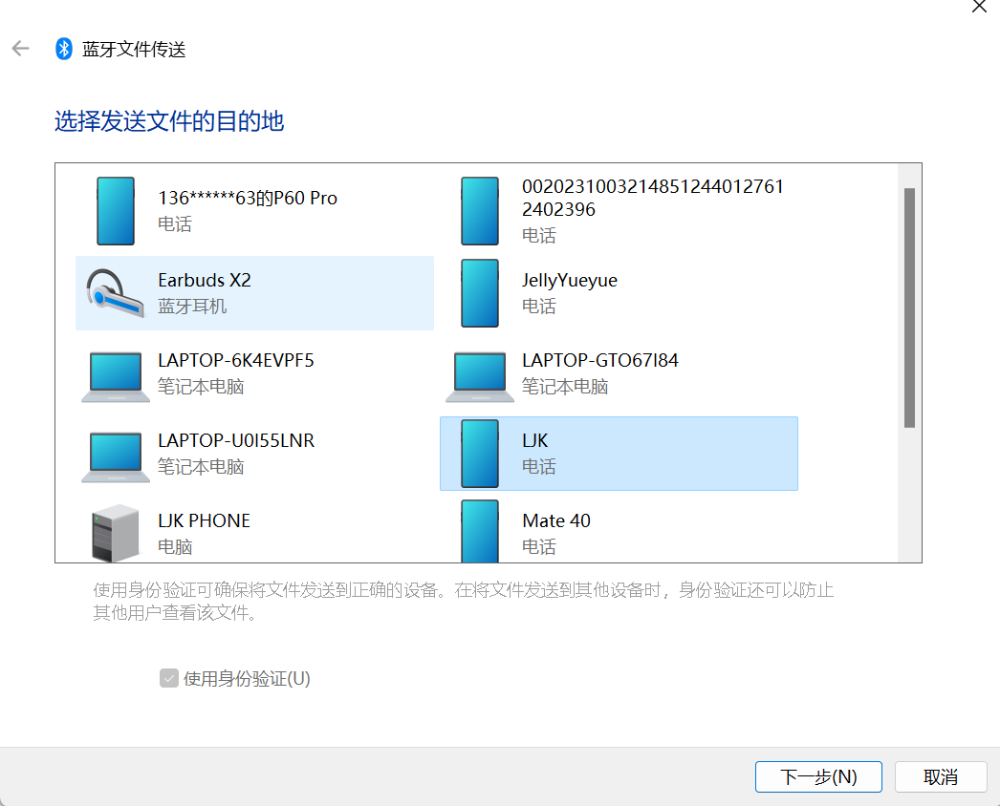 蓝牙文件传送
选择发送文件的目的地
136******63的P60 Pro
电话
0020231003214851244012761
2402396
电话
Earbuds X2
蓝牙耳机
JellyYueyue
电话
LAPTOP-6K4EVPF5
笔记本电脑
LAPTOP-GTO67I84
笔记本电脑
LAPTOP-U0I55LNR
笔记本电脑
LJK
电话
LJK PHONE
电脑
Mate 40
电话
使用身份验证可确保将文件发送到正确的设备。在将文件发送到其他设备时，身份验证还可以防止
其他用户查看该文件。
使用身份验证(U)
下一步(N)
取消